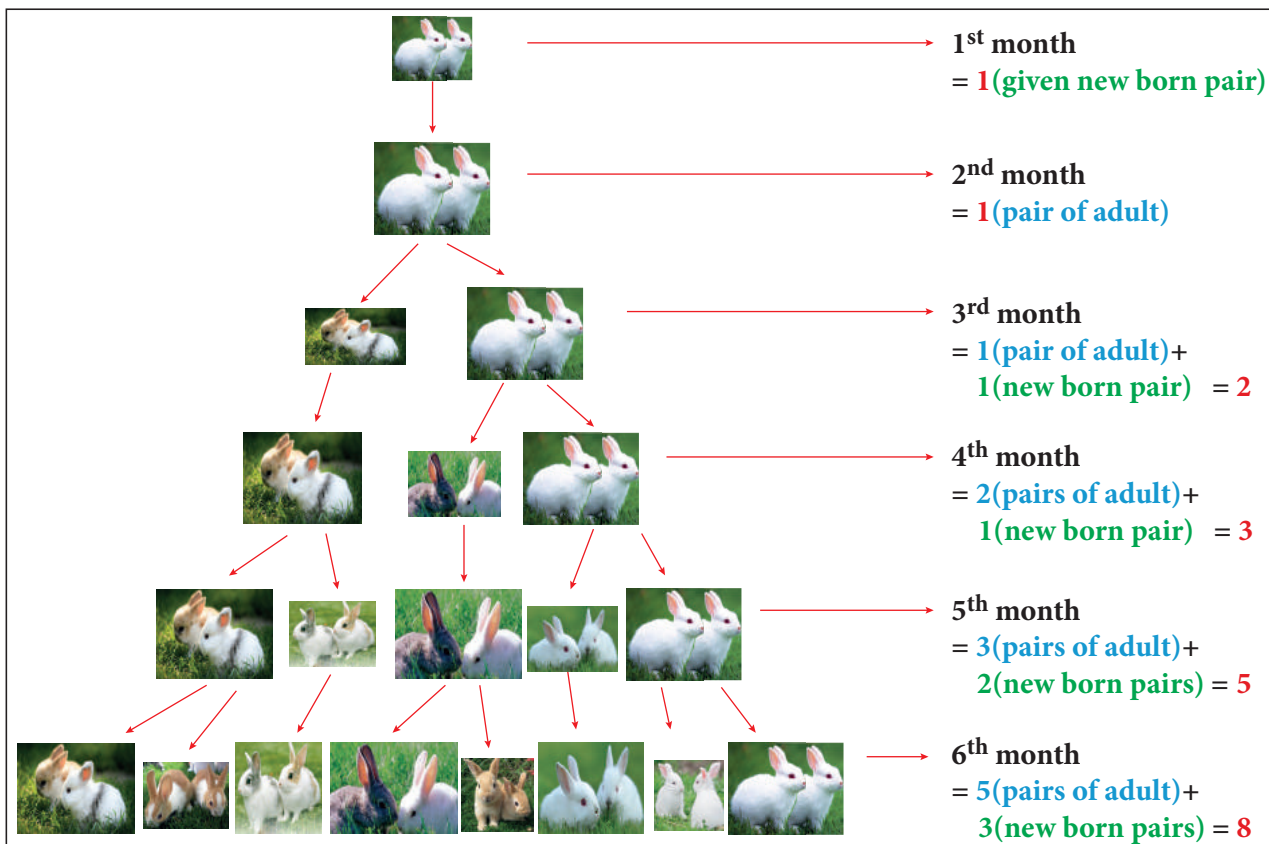 1st month
= 1(given new born pair)
2nd month
= 1(pair of adult)
3rd month
= 1(pair of adult)+
1(new born pair) = 2
4th month
= 2(pairs of adult)+
1(new born pair) = 3
5th month
= 3(pairs of adult)+
2(new born pairs) = 5
6th month
= 5(pairs of adult)+
3(new born pairs) = 8